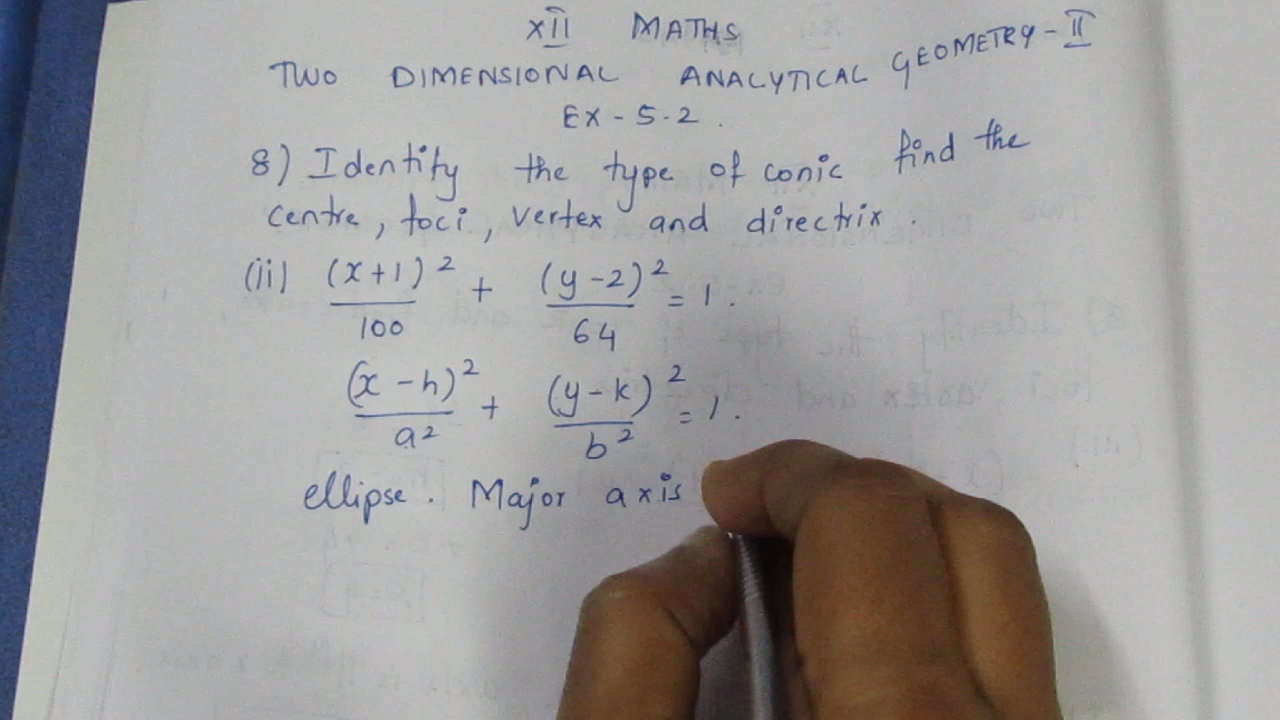 XII MATHS
TWO DIMENSIONAL ANALYTICAL GEOMETRY - II
EX - 5.2.
8) Identify the type of conic find the
centre, foci, vertex and directrix.
(ii) (x+1)²/100 + (y-2)²/64 = 1.
(x-h)²/a² + (y-k)²/b² = 1.
ellipse. Major axis